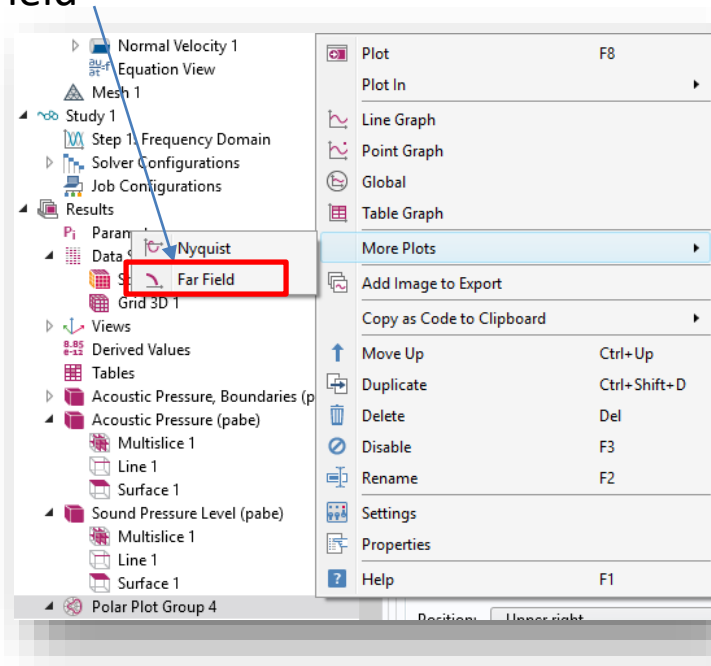 Normal Velocity 1
Equation View
Mesh 1
Study 1
Step 1: Frequency Domain
Solver Configurations
Job Configurations
Results
Pi
Data
Grid 3D 1
Views
8.85
e-12
Derived Values
Tables
Acoustic Pressure, Boundaries (p
Acoustic Pressure (pabe)
Multislice 1
Line 1
Surface 1
Sound Pressure Level (pabe)
Multislice 1
Line 1
Surface 1
Polar Plot Group 4
Nyquist
Far Field
Plot F8
Plot In
Line Graph
Point Graph
Global
Table Graph
More Plots
Add Image to Export
Copy as Code to Clipboard
Move Up Ctrl+Up
Duplicate Ctrl+Shift+D
Delete Del
Disable F3
Rename F2
Settings
Properties
Help F1